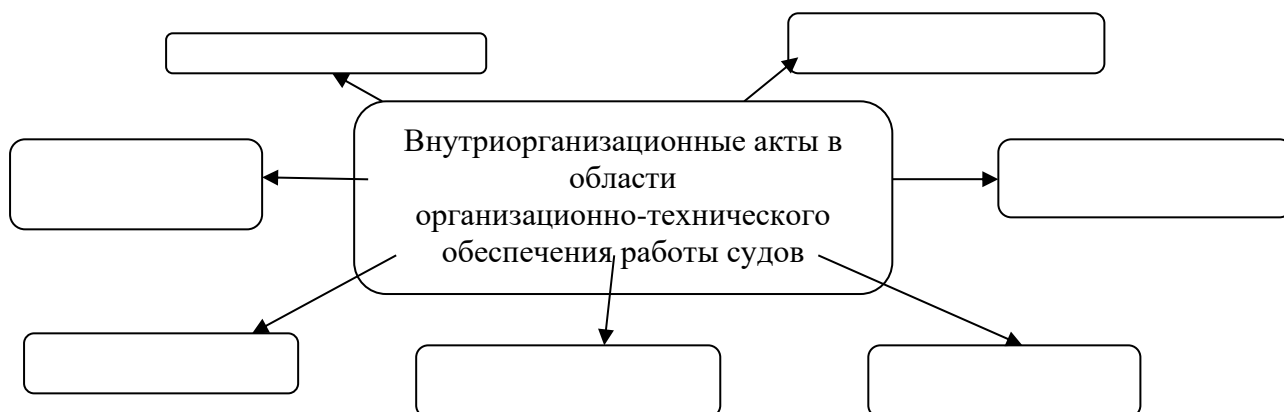 Внутриорганизационные акты в
области
организационно-технического
обеспечения работы судов